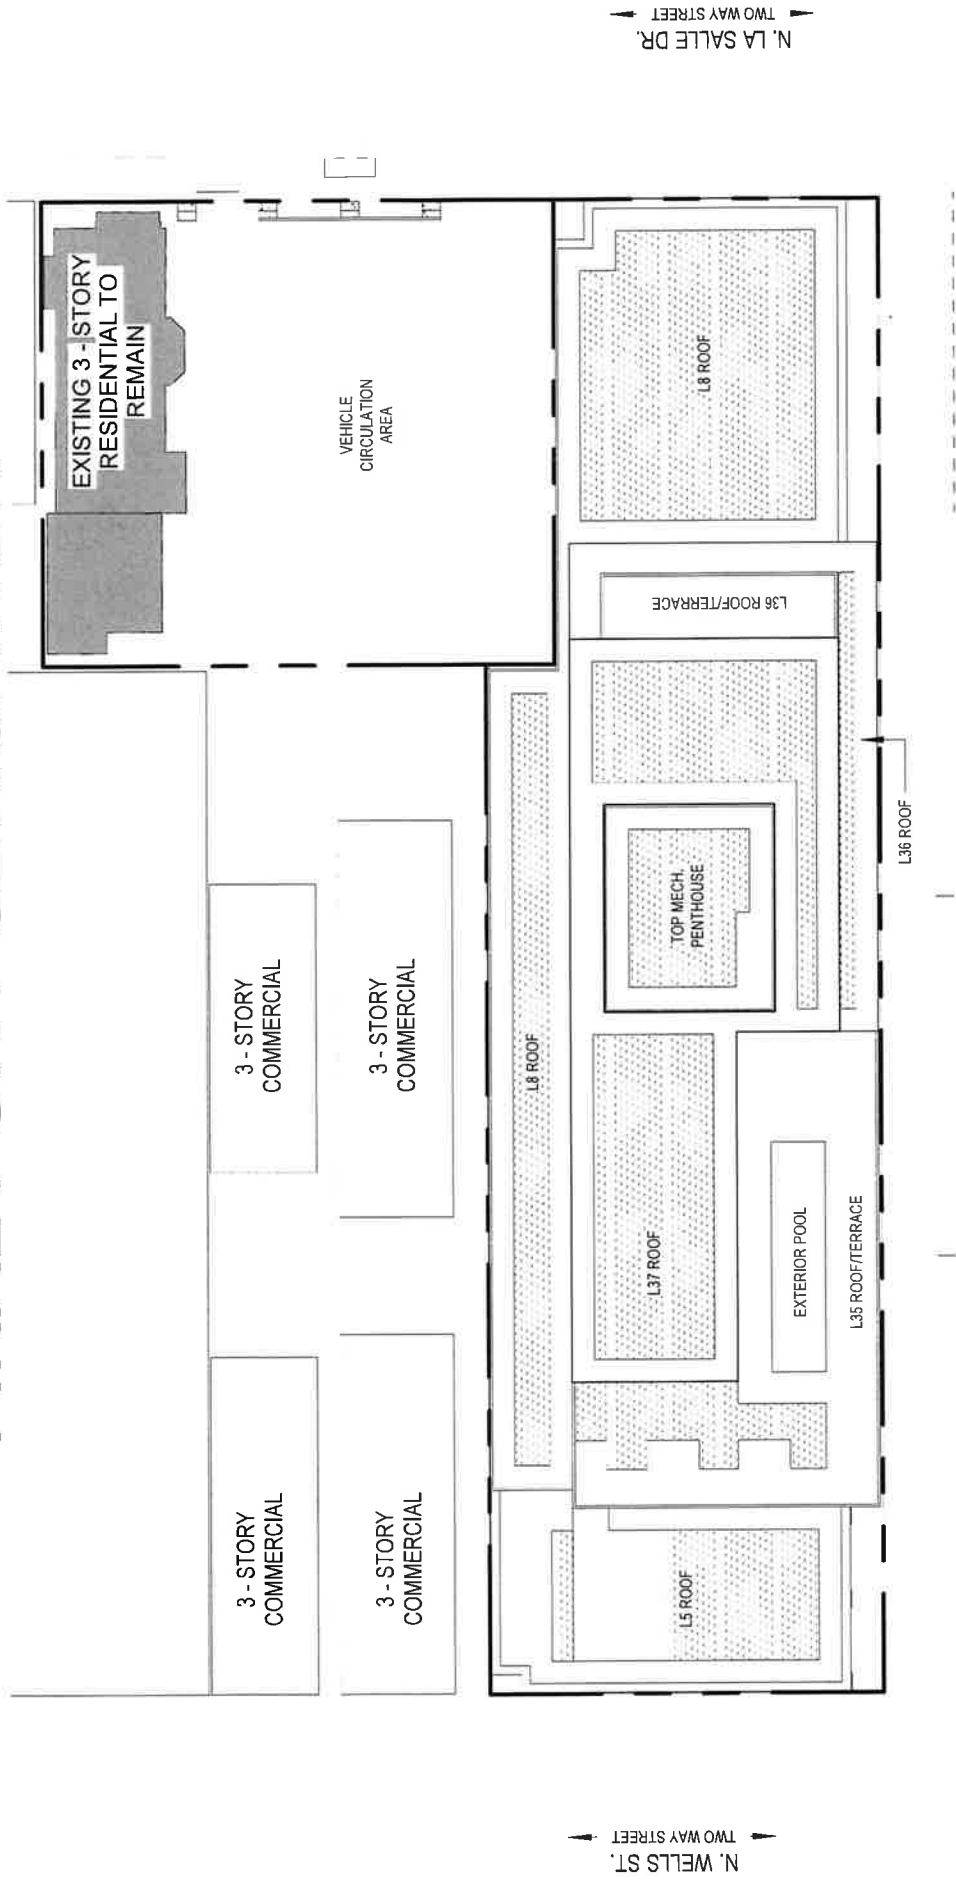 N. LA SALLE DR.
TWO WAY STREET
EXISTING 3 - STORY
RESIDENTIAL TO
REMAIN
VEHICLE
CIRCULATION
AREA
L8 ROOF
L36 ROOF/TERRACE
L36 ROOF
TOP MECH.
PENTHOUSE
3 - STORY
COMMERCIAL
3 - STORY
COMMERCIAL
L8 ROOF
L37 ROOF
EXTERIOR POOL
L35 ROOF/TERRACE
3 - STORY
COMMERCIAL
3 - STORY
COMMERCIAL
L5 ROOF
N. WELLS ST.
TWO WAY STREET